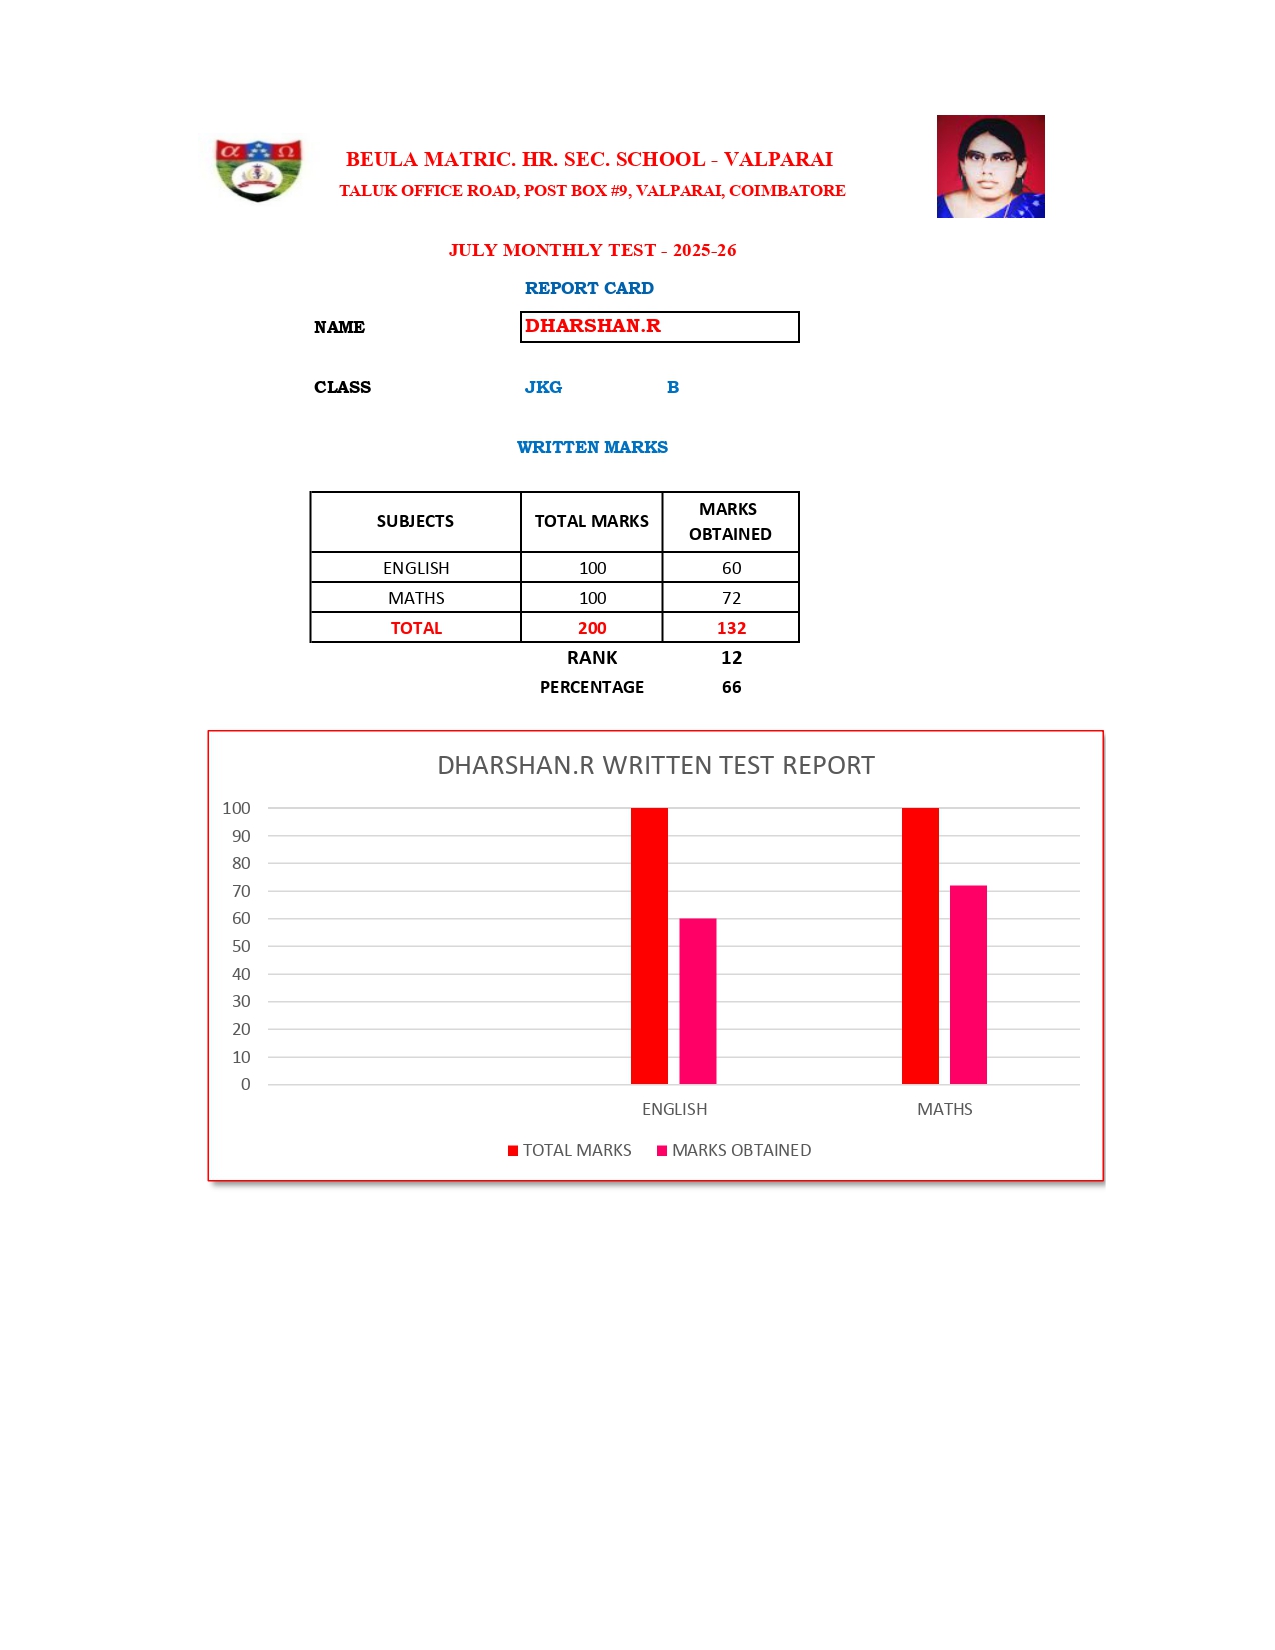 α Ω
BEULA MATRIC. HR. SEC. SCHOOL - VALPARAI
TALUK OFFICE ROAD, POST BOX #9, VALPARAI, COIMBATORE
JULY MONTHLY TEST - 2025-26
REPORT CARD
NAME DHARSHAN.R
CLASS JKG B
WRITTEN MARKS
SUBJECTS TOTAL MARKS MARKS OBTAINED
ENGLISH 100 60
MATHS 100 72
TOTAL 200 132
RANK 12
PERCENTAGE 66
DHARSHAN.R WRITTEN TEST REPORT
100
90
80
70
60
50
40
30
20
10
0
ENGLISH MATHS
TOTAL MARKS MARKS OBTAINED